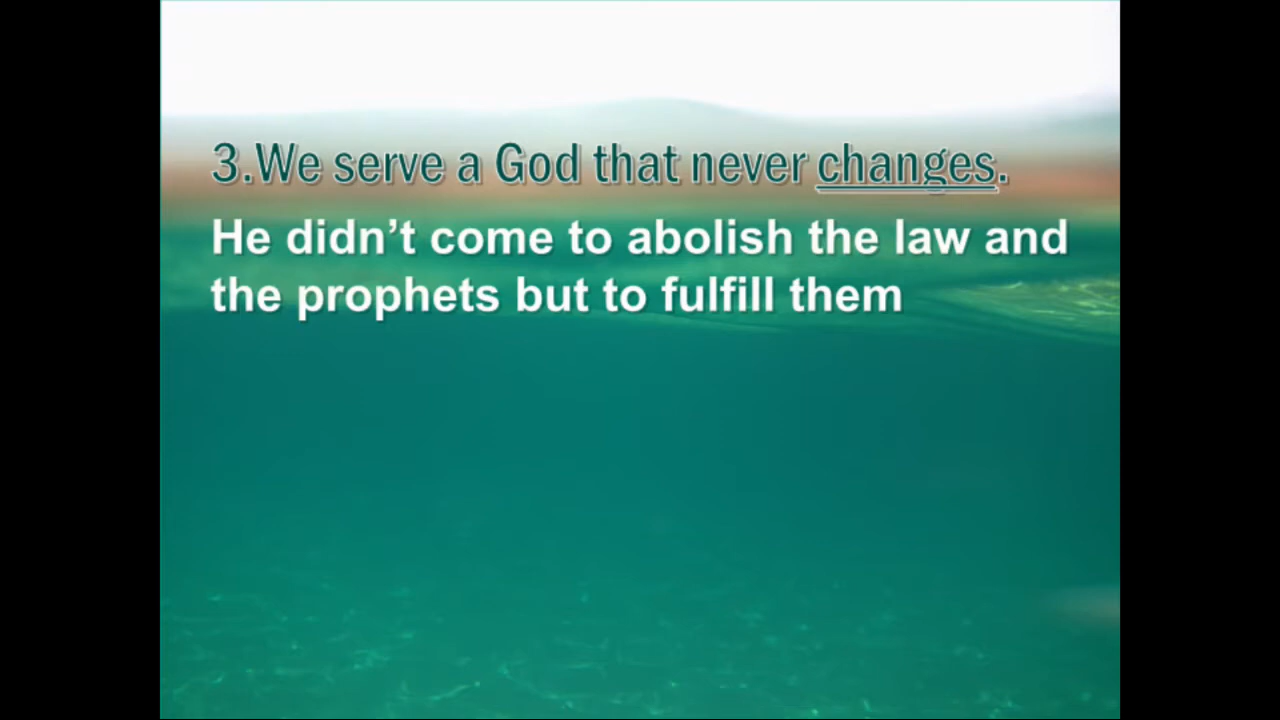 3.We serve a God that never changes.
He didn’t come to abolish the law and
the prophets but to fulfill them